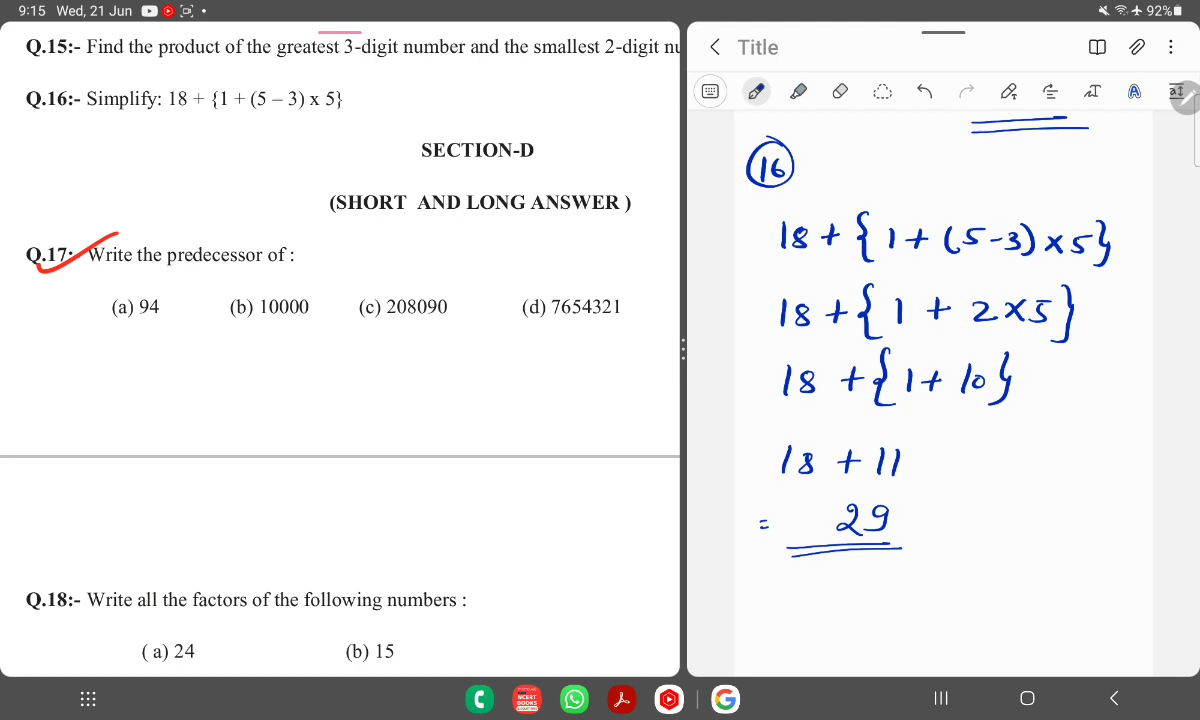 9:15 Wed, 21 Jun
92%
Q.15:- Find the product of the greatest 3-digit number and the smallest 2-digit nu
Q.16:- Simplify: 18 + {1 + (5 – 3) x 5}
SECTION-D
(SHORT AND LONG ANSWER )
Q.17:- Write the predecessor of :
(a) 94 (b) 10000 (c) 208090 (d) 7654321
Q.18:- Write all the factors of the following numbers :
( a) 24 (b) 15
Title
16
18 + { 1 + (5-3) x 5}
18 + { 1 + 2 x 5}
18 + { 1 + 10 }
18 + 11
= 29
NCERT
BOOKS